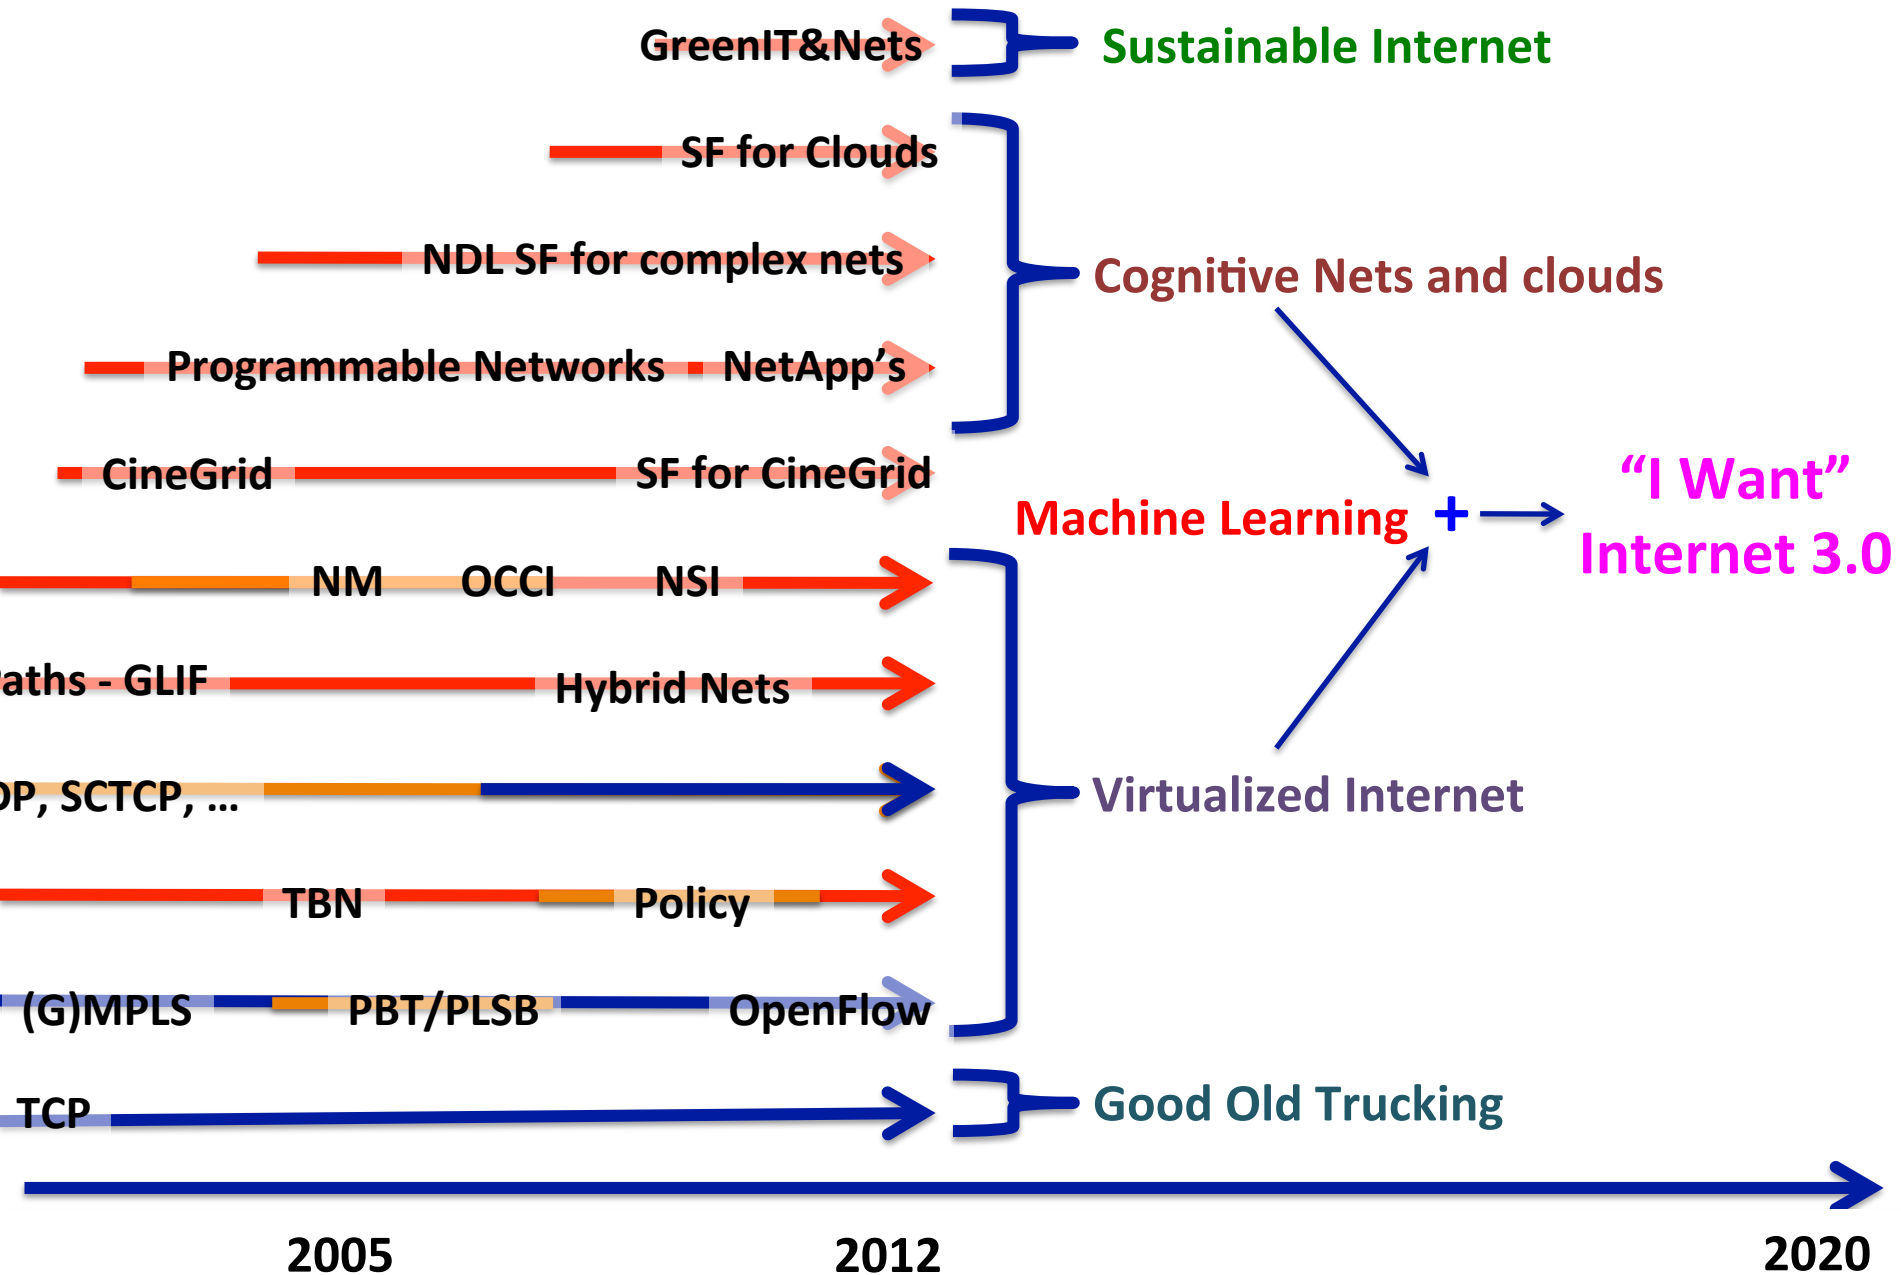 GreenIT&Nets
Sustainable Internet
SF for Clouds
NDL SF for complex nets
Cognitive Nets and clouds
Programmable Networks NetApp’s
CineGrid SF for CineGrid
Machine Learning +
“I Want”
Internet 3.0
NM OCCI NSI
- GLIF
Hybrid Nets
SCTCP, ...
Virtualized Internet
TBN Policy
(G)MPLS PBT/PLSB OpenFlow
TCP
Good Old Trucking
2005 2012 2020